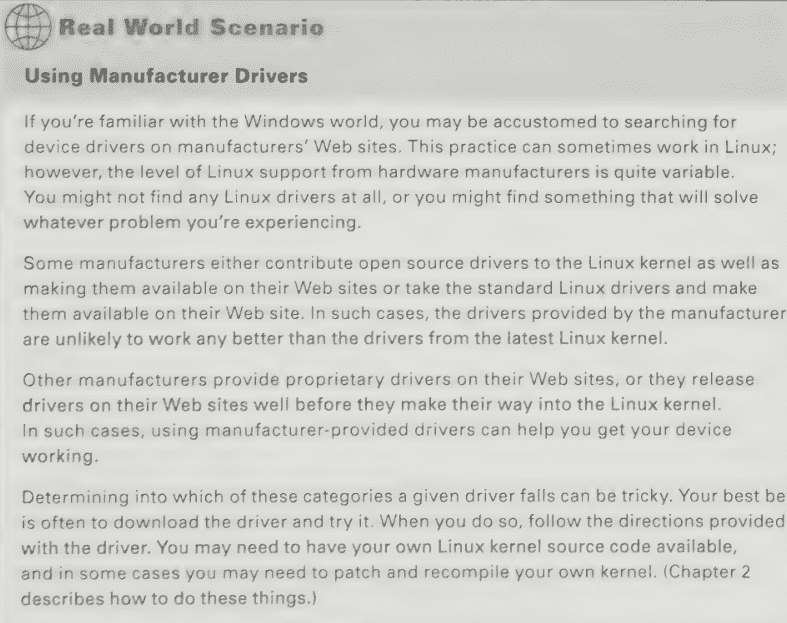 Real World Scenario
Using Manufacturer Drivers
If you're familiar with the Windows world, you may be accustomed to searching for
device drivers on manufacturers' Web sites. This practice can sometimes work in Linux;
however, the level of Linux support from hardware manufacturers is quite variable.
You might not find any Linux drivers at all, or you might find something that will solve
whatever problem you're experiencing.
Some manufacturers either contribute open source drivers to the Linux kernel as well as
making them available on their Web sites or take the standard Linux drivers and make
them available on their Web site. In such cases, the drivers provided by the manufacturer
are unlikely to work any better than the drivers from the latest Linux kernel.
Other manufacturers provide proprietary drivers on their Web sites, or they release
drivers on their Web sites well before they make their way into the Linux kernel.
In such cases, using manufacturer-provided drivers can help you get your device
working.
Determining into which of these categories a given driver falls can be tricky. Your best be
is often to download the driver and try it. When you do so, follow the directions provided
with the driver. You may need to have your own Linux kernel source code available,
and in some cases you may need to patch and recompile your own kernel. (Chapter 2
describes how to do these things.)